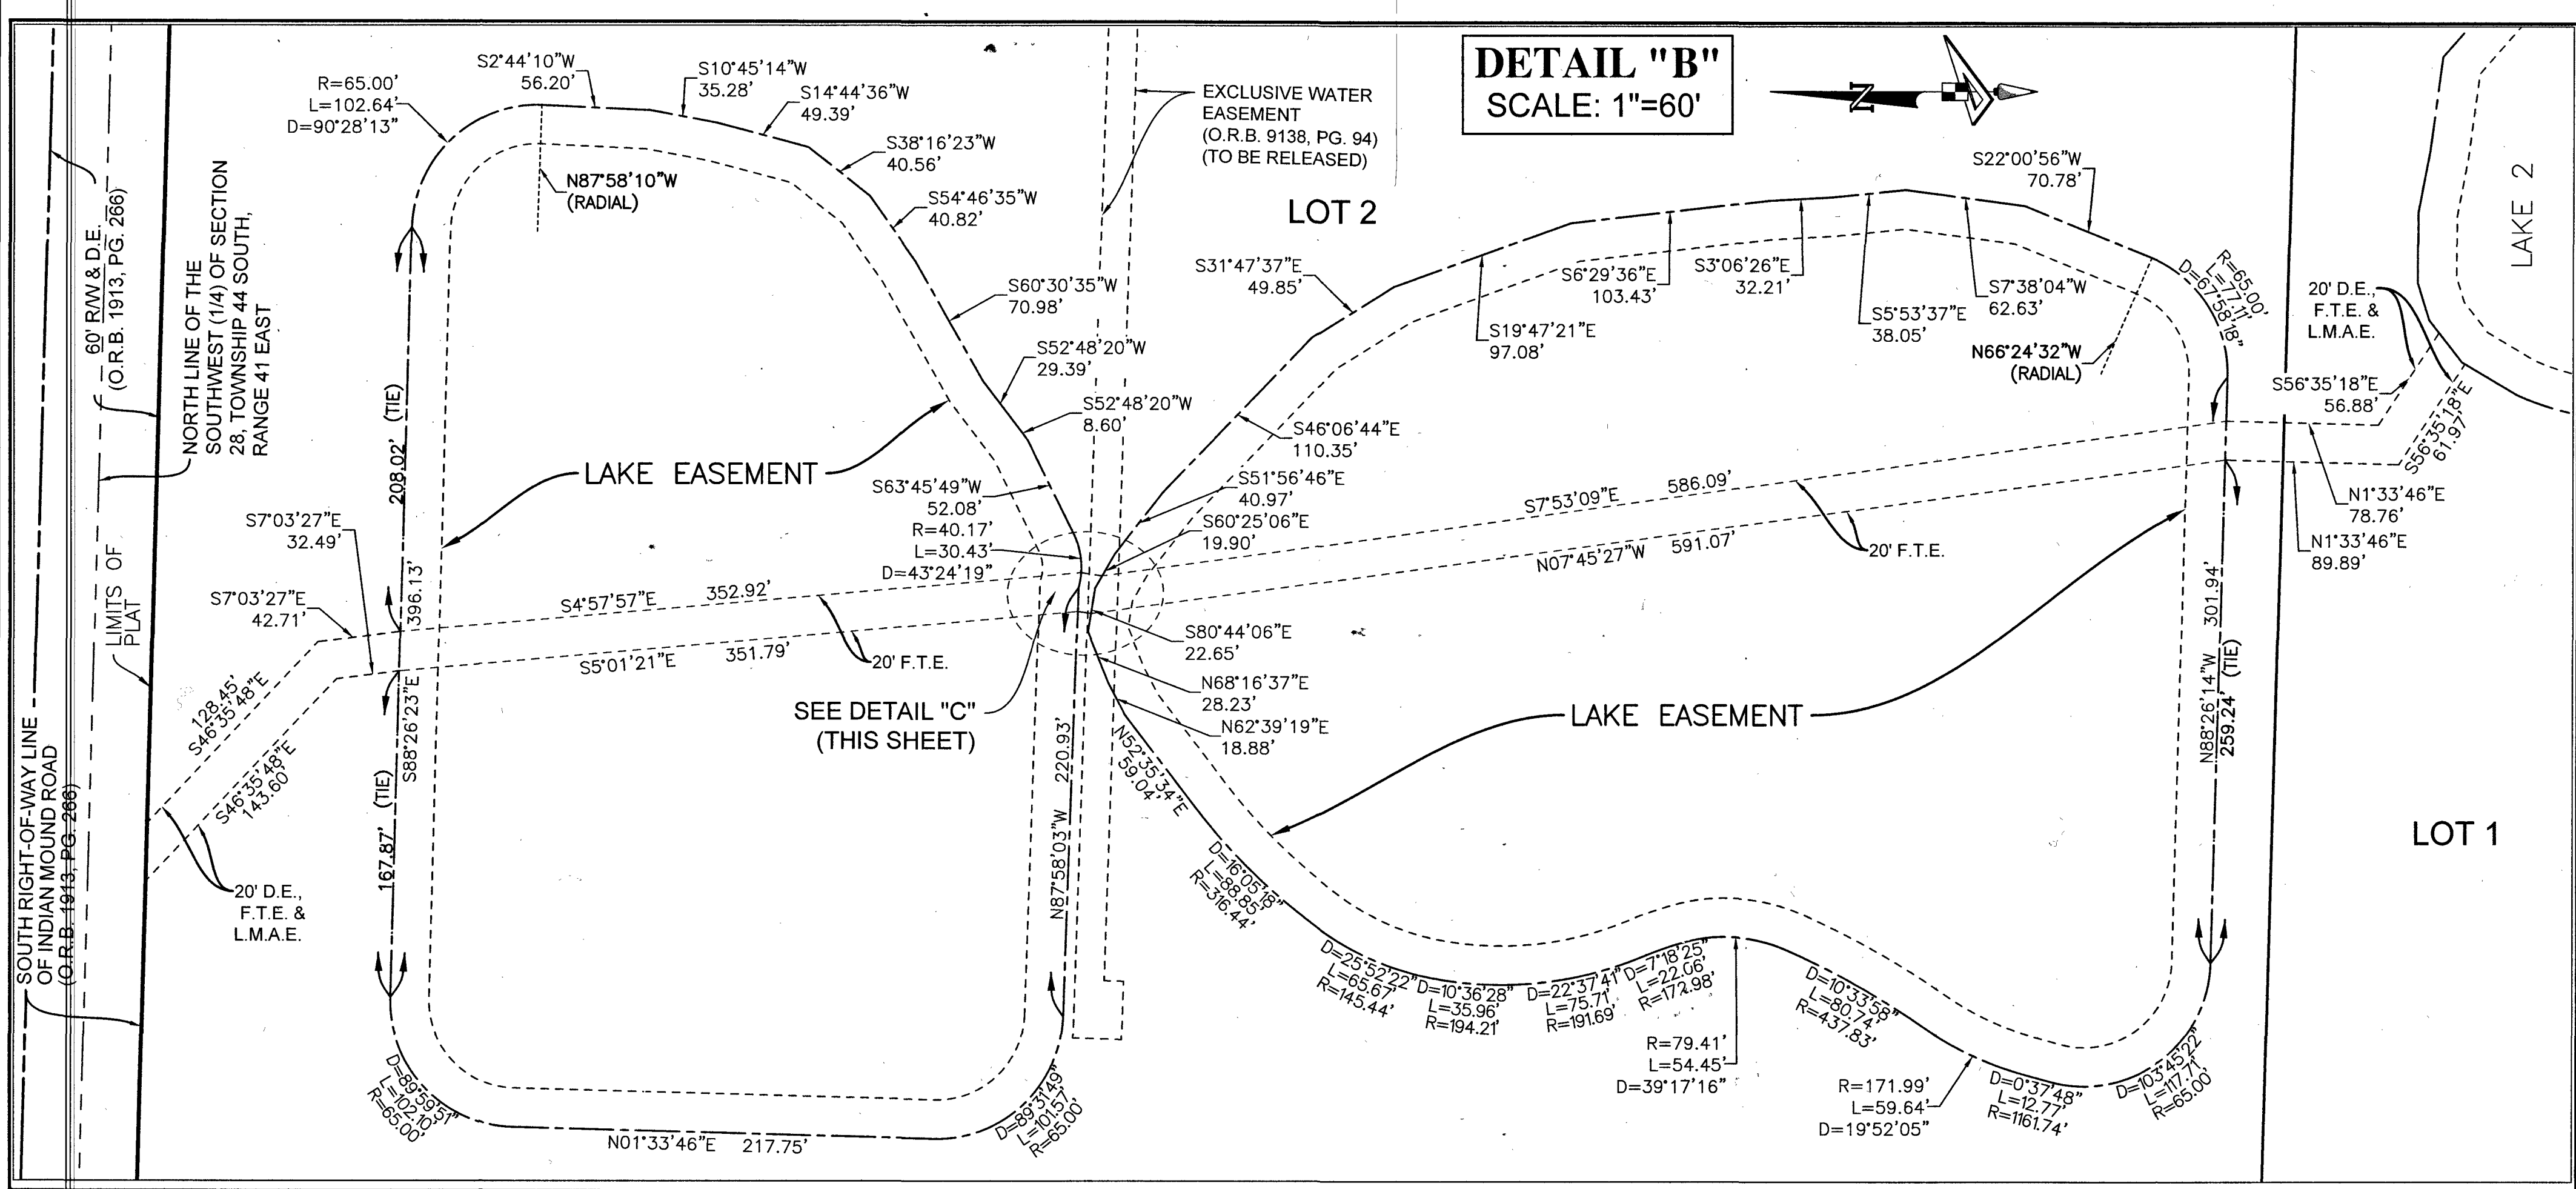 DETAIL "B"
SCALE: 1"=60'
N
S2°44'10"W
56.20'
R=65.00'
L=102.64'
D=90°28'13"
S10°45'14"W
35.28'
S14°44'36"W
49.39'
S38°16'23"W
40.56'
N87°58'10"W
(RADIAL)
S54°46'35"W
40.82'
S60°30'35"W
70.98'
S52°48'20"W
29.39'
S52°48'20"W
8.60'
EXCLUSIVE WATER
EASEMENT
(O.R.B. 9138, PG. 94)
(TO BE RELEASED)
LOT 2
60' R/W & D.E.
(O.R.B. 1913, PG. 266)
NORTH LINE OF THE
SOUTHWEST (1/4) OF SECTION
28, TOWNSHIP 44 SOUTH,
RANGE 41 EAST
LIMITS OF
PLAT
SOUTH RIGHT-OF-WAY LINE
OF INDIAN MOUND ROAD
(O.R.B. 1913, PG. 266)
208.02' (TIE)
396.13'
S88°26'23"E
167.87' (TIE)
LAKE EASEMENT
S63°45'49"W
52.08'
R=40.17'
L=30.43'
D=43°24'19"
S7°03'27"E
32.49'
S7°03'27"E
42.71'
S4°57'57"E 352.92'
S5°01'21"E 351.79'
20' F.T.E.
SEE DETAIL "C"
(THIS SHEET)
128.45'
S46°35'48"E
S46°35'48"E
143.60'
20' D.E.,
F.T.E. &
L.M.A.E.
D=89°59'51"
L=102.10'
R=65.00'
N01°33'46"E 217.75'
D=89°31'49"
L=101.57'
R=65.00'
N87°58'03"W 220.93'
S31°47'37"E
49.85'
S19°47'21"E
97.08'
S6°29'36"E
103.43'
S3°06'26"E
32.21'
S5°53'37"E
38.05'
S7°38'04"W
62.63'
S22°00'56"W
70.78'
N66°24'32"W
(RADIAL)
R=65.00'
L=77.11'
D=67°58'18"
S46°06'44"E
110.35'
S51°56'46"E
40.97'
S60°25'06"E
19.90'
S7°53'09"E 586.09'
N07°45'27"W 591.07'
20' F.T.E.
S80°44'06"E
22.65'
N68°16'37"E
28.23'
N62°39'19"E
18.88'
N52°35'34"E
59.04'
LAKE EASEMENT
D=16°05'18"
L=88.85'
R=316.44'
D=25°52'22"
L=65.67'
R=145.44'
D=10°36'28"
L=35.96'
R=194.21'
D=22°37'41"
L=75.71'
R=191.69'
D=7°18'25"
L=22.06'
R=172.98'
R=79.41'
L=54.45'
D=39°17'16"
D=10°33'58"
L=80.74'
R=437.83'
R=171.99'
L=59.64'
D=19°52'05"
D=0°37'48"
L=12.77'
R=1161.74'
D=103°45'22"
L=117.71'
R=65.00'
N88°26'14"W 301.94'
259.24' (TIE)
LAKE 2
20' D.E.,
F.T.E. &
L.M.A.E.
S56°35'18"E
56.88'
S56°35'18"E
61.97'
N1°33'46"E
78.76'
N1°33'46"E
89.89'
LOT 1